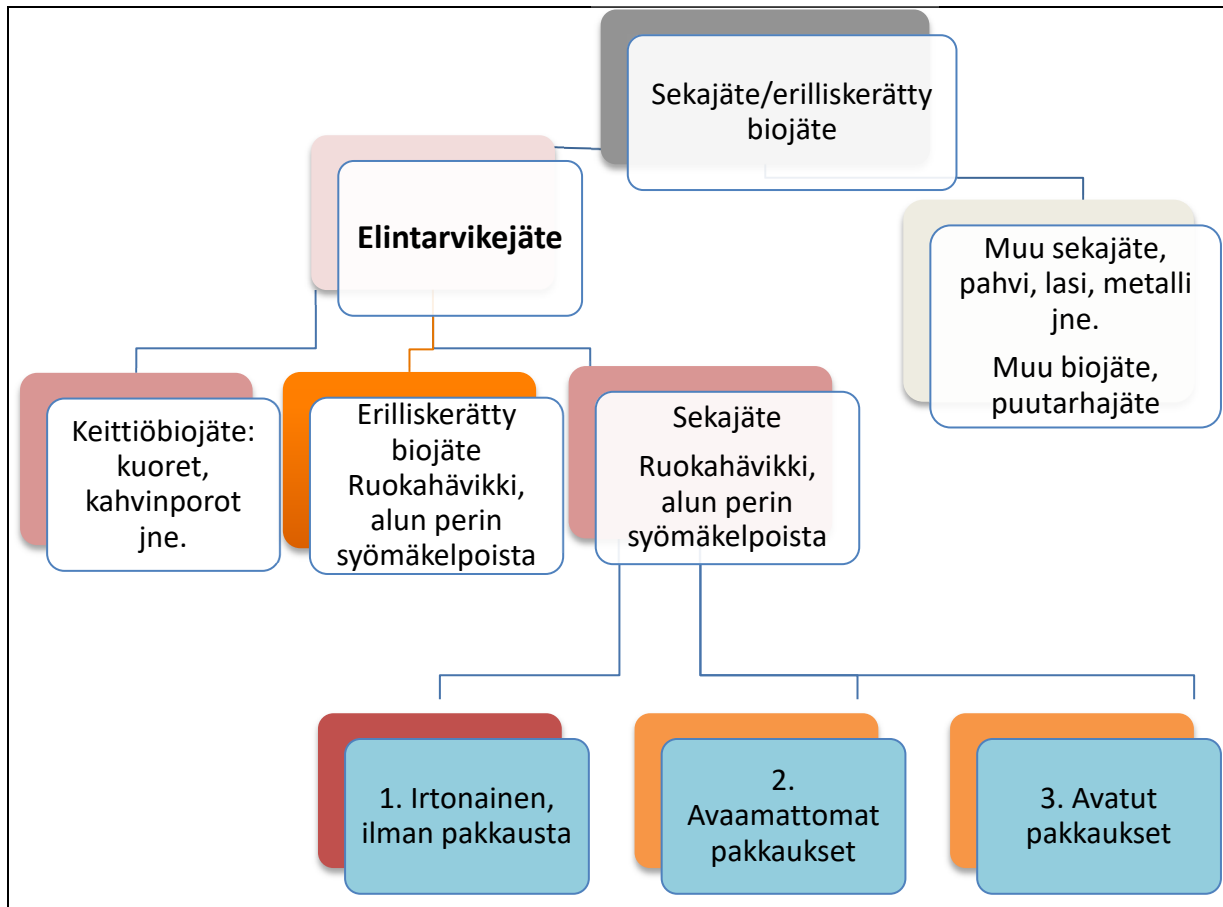 Sekajäte/erilliskerätty
biojäte
Elintarvikejäte
Muu sekajäte,
pahvi, lasi, metalli
jne.
Muu biojäte,
puutarhajäte
Keittiöbiojäte:
kuoret,
kahvinporot
jne.
Erilliskerätty
biojäte
Ruokahävikki,
alun perin
syömäkelpoista
Sekajäte
Ruokahävikki,
alun perin
syömäkelpoista
1. Irtonainen,
ilman pakkausta
2.
Avaamattomat
pakkaukset
3. Avatut
pakkaukset